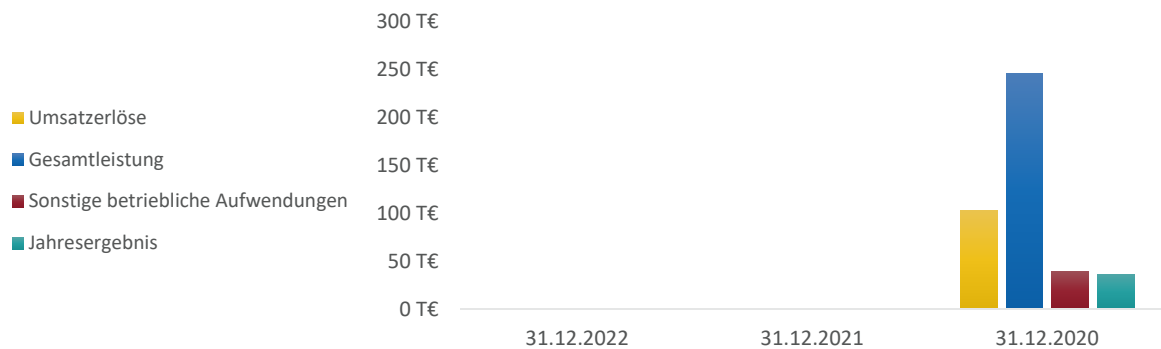 Umsatzerlöse
Gesamtleistung
Sonstige betriebliche Aufwendungen
Jahresergebnis
300 T€
250 T€
200 T€
150 T€
100 T€
50 T€
0 T€
31.12.2022 31.12.2021 31.12.2020